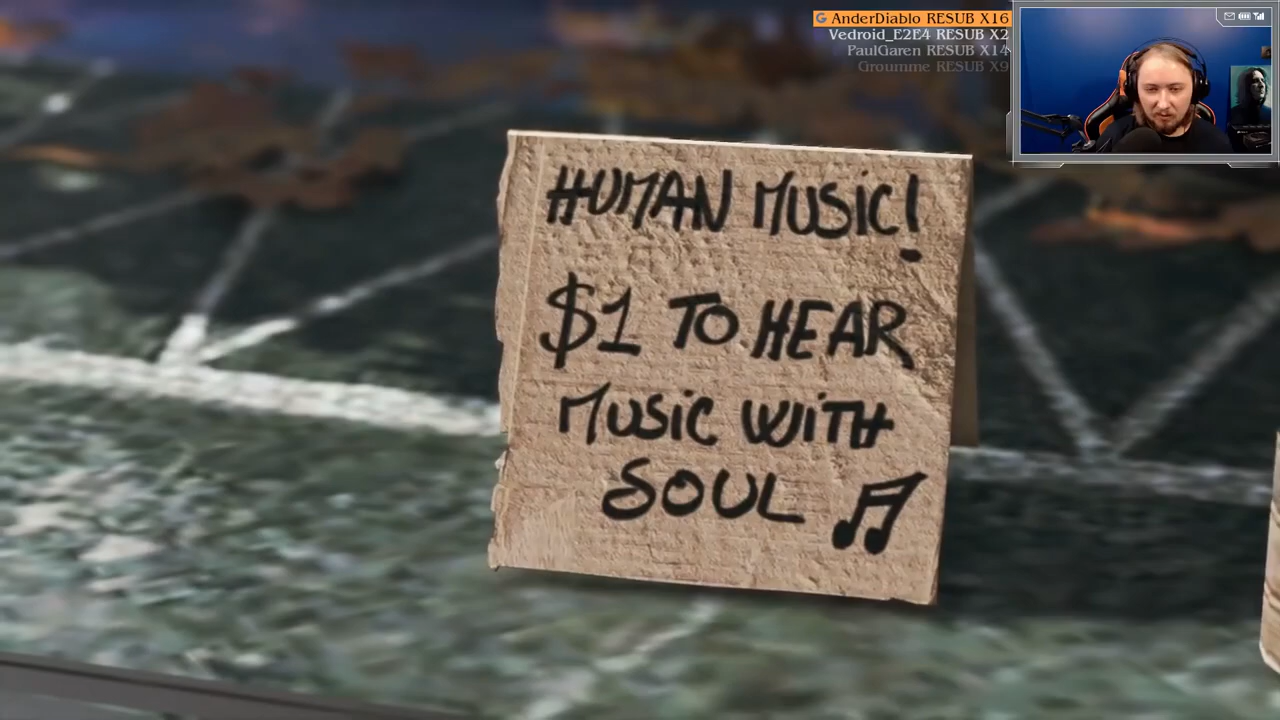 AnderDiablo RESUB X16
Vedroid_E2E4 RESUB X2
PaulGaren RESUB X14
Groumme RESUB X9
HUMAN MUSiC!
$1 TO HEAR
MUSiC WiTH
SOUL